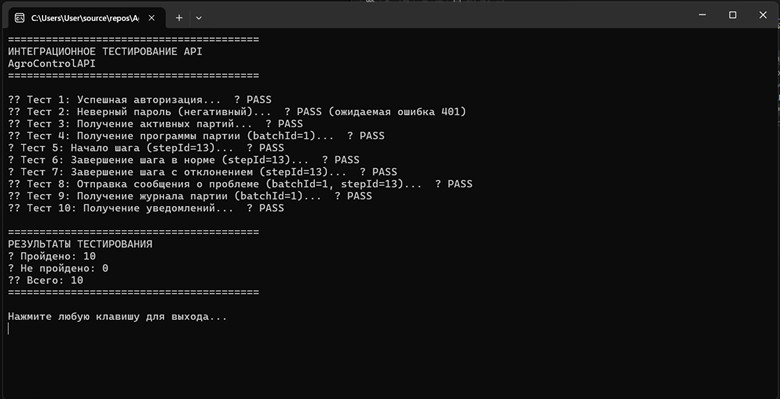 C:\Users\User\source\repos\Ag
========================================
ИНТЕГРАЦИОННОЕ ТЕСТИРОВАНИЕ API
AgroControlAPI
========================================
?? Тест 1: Успешная авторизация...  ? PASS
?? Тест 2: Неверный пароль (негативный)...  ? PASS (ожидаемая ошибка 401)
?? Тест 3: Получение активных партий...  ? PASS
?? Тест 4: Получение программы партии (batchId=1)...  ? PASS
? Тест 5: Начало шага (stepId=13)...  ? PASS
? Тест 6: Завершение шага в норме (stepId=13)...  ? PASS
? Тест 7: Завершение шага с отклонением (stepId=13)...  ? PASS
?? Тест 8: Отправка сообщения о проблеме (batchId=1, stepId=13)...  ? PASS
?? Тест 9: Получение журнала партии (batchId=1)...  ? PASS
?? Тест 10: Получение уведомлений...  ? PASS
========================================
РЕЗУЛЬТАТЫ ТЕСТИРОВАНИЯ
? Пройдено: 10
? Не пройдено: 0
?? Всего: 10
========================================
Нажмите любую клавишу для выхода...